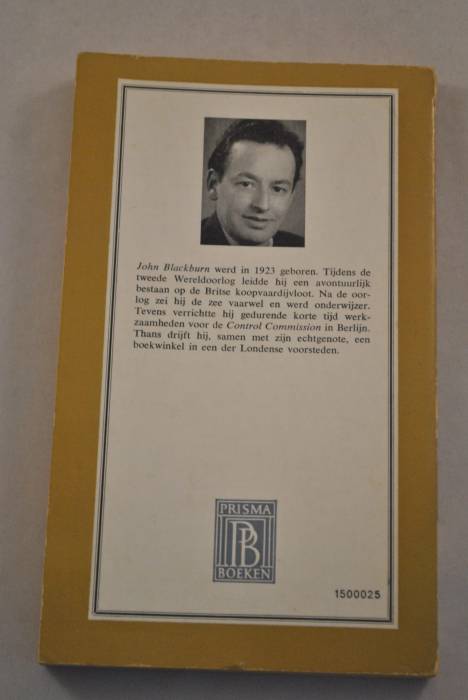 John Blackburn werd in 1923 geboren. Tijdens de
tweede Wereldoorlog leidde hij een avontuurlijk
bestaan op de Britse koopvaardijvloot. Na de oor-
log zei hij de zee vaarwel en werd onderwijzer.
Tevens verrichtte hij gedurende korte tijd werk-
zaamheden voor de Control Commission in Berlijn.
Thans drijft hij, samen met zijn echtgenote, een
boekwinkel in een der Londense voorsteden.
PRISMA
PB
BOEKEN
1500025